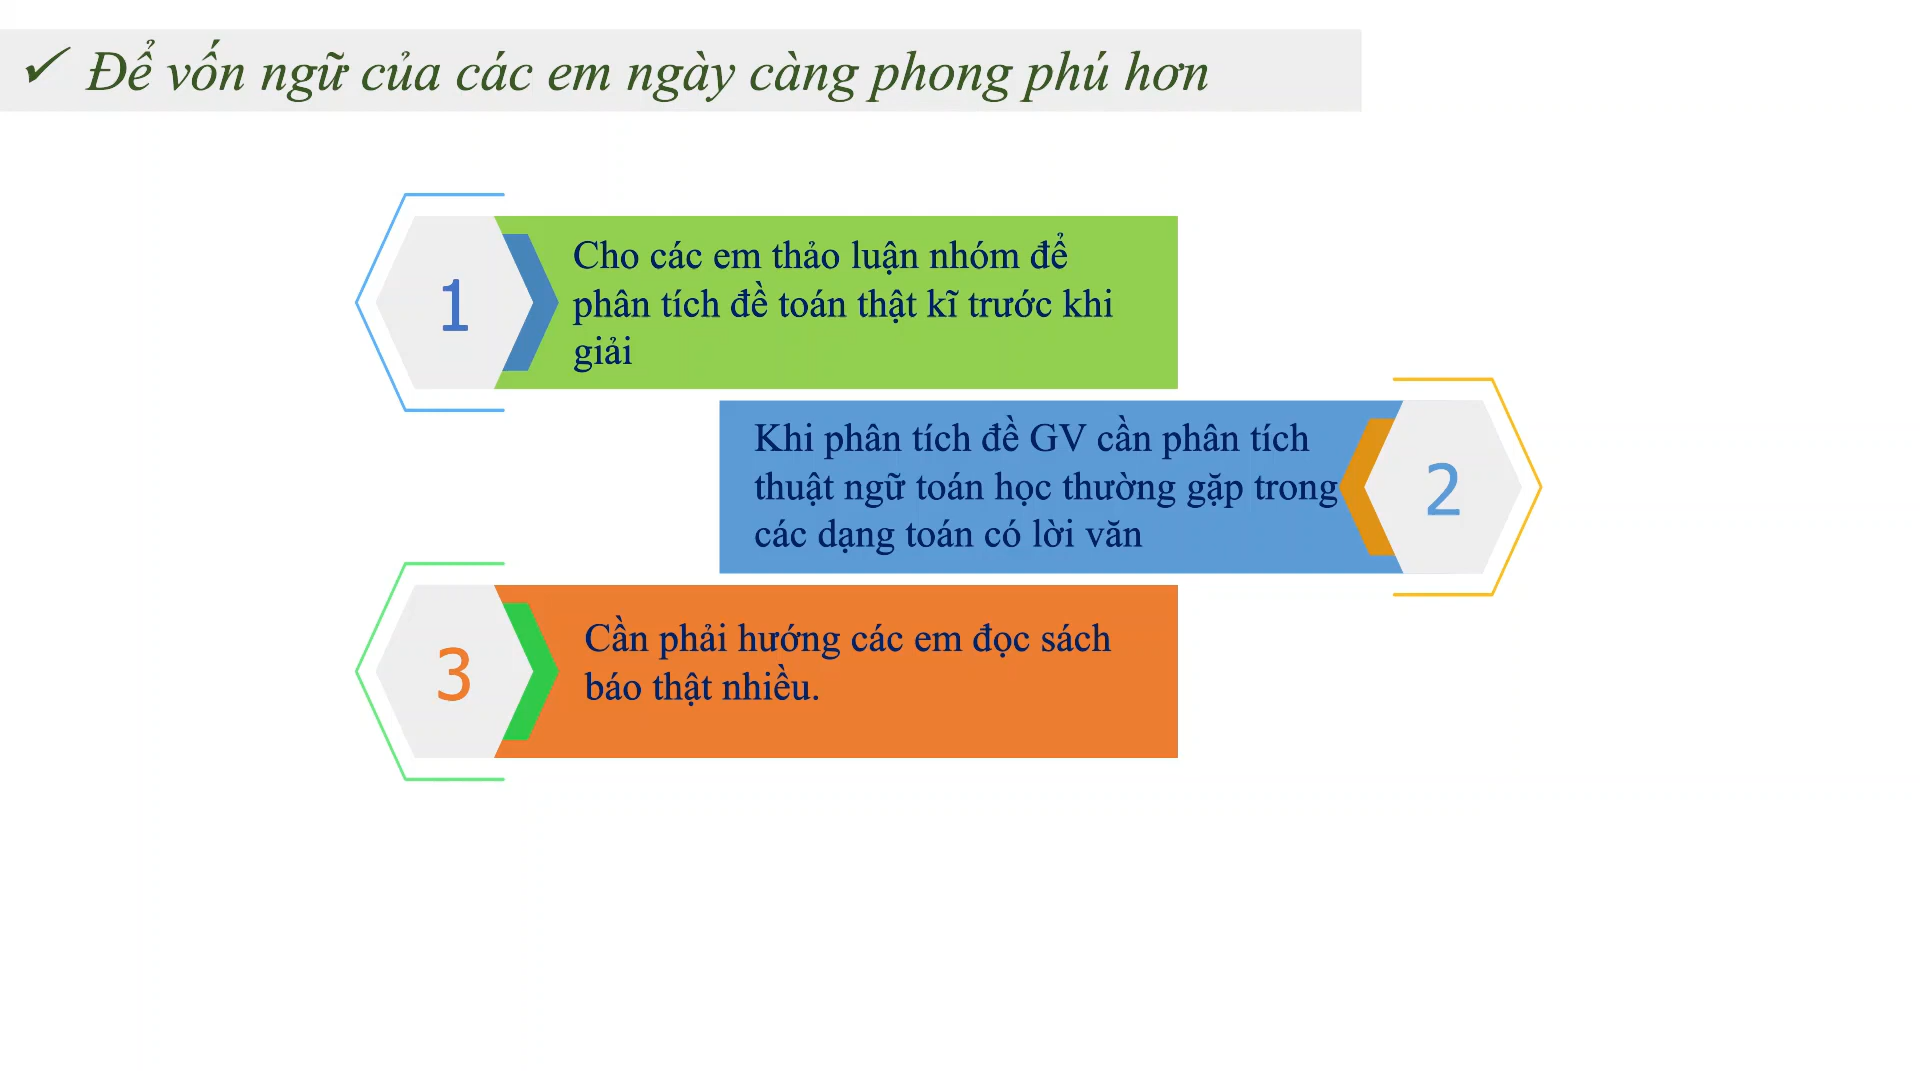 ✓ Để vốn ngữ của các em ngày càng phong phú hơn
1
Cho các em thảo luận nhóm để
phân tích đề toán thật kĩ trước khi
giải
Khi phân tích đề GV cần phân tích
thuật ngữ toán học thường gặp trong
các dạng toán có lời văn
2
3
Cần phải hướng các em đọc sách
báo thật nhiều.